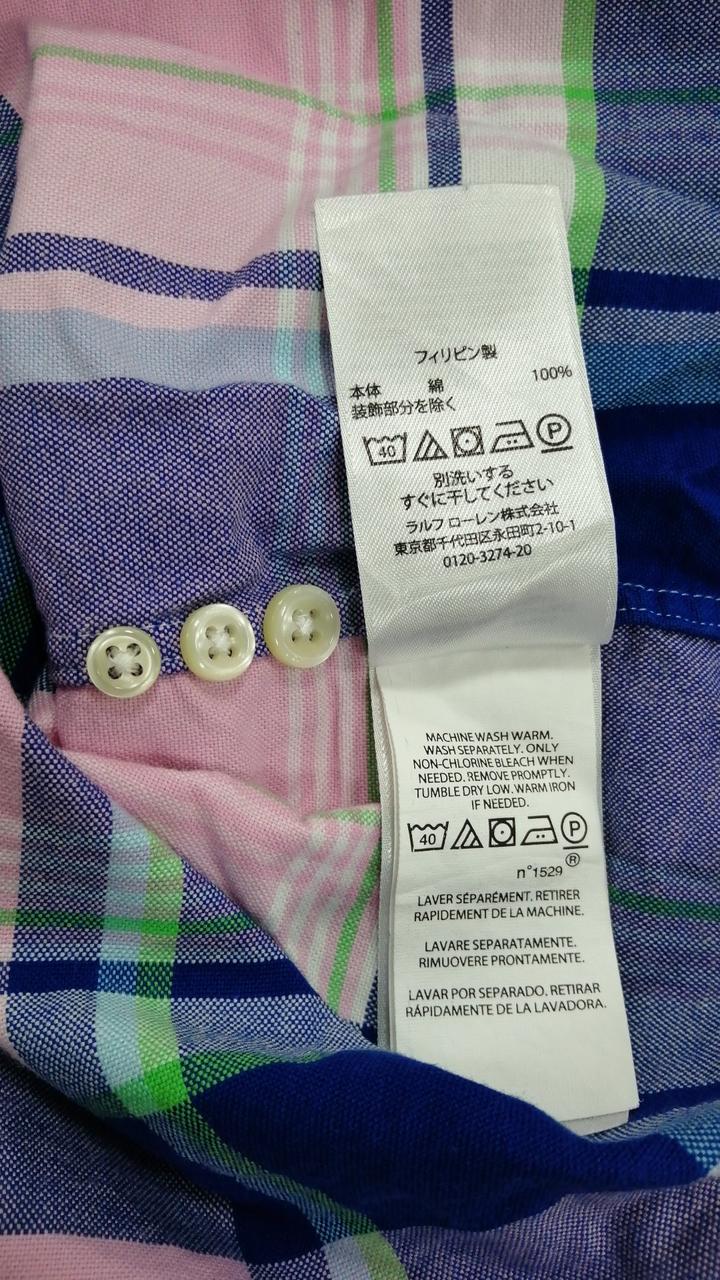 フィリピン製
本体 綿 100%
装飾部分を除く
40 P
別洗いする
すぐに干してください
ラルフ ローレン株式会社
東京都千代田区永田町2-10-1
0120-3274-20
MACHINE WASH WARM.
WASH SEPARATELY. ONLY
NON-CHLORINE BLEACH WHEN
NEEDED. REMOVE PROMPTLY.
TUMBLE DRY LOW. WARM IRON
IF NEEDED.
40 P
®
n°1529
LAVER SÉPARÉMENT. RETIRER
RAPIDEMENT DE LA MACHINE.
LAVARE SEPARATAMENTE.
RIMUOVERE PRONTAMENTE.
LAVAR POR SEPARADO, RETIRAR
RÁPIDAMENTE DE LA LAVADORA.